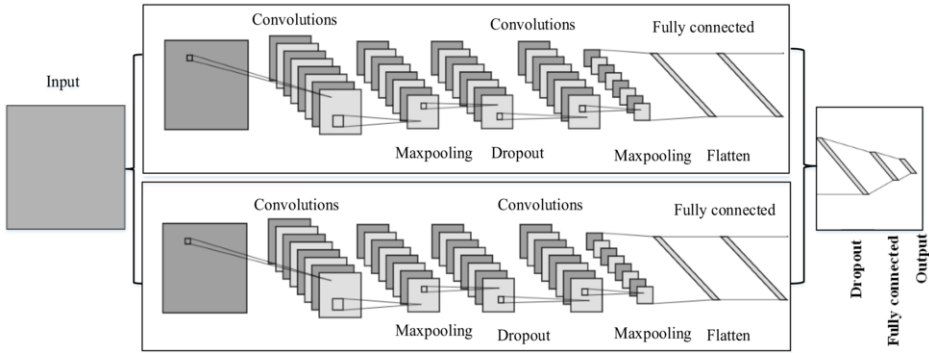 Input
Convolutions
Convolutions
Fully connected
Maxpooling
Dropout
Maxpooling
Flatten
Convolutions
Convolutions
Fully connected
Maxpooling
Dropout
Maxpooling
Flatten
Dropout
Fully connected
Output